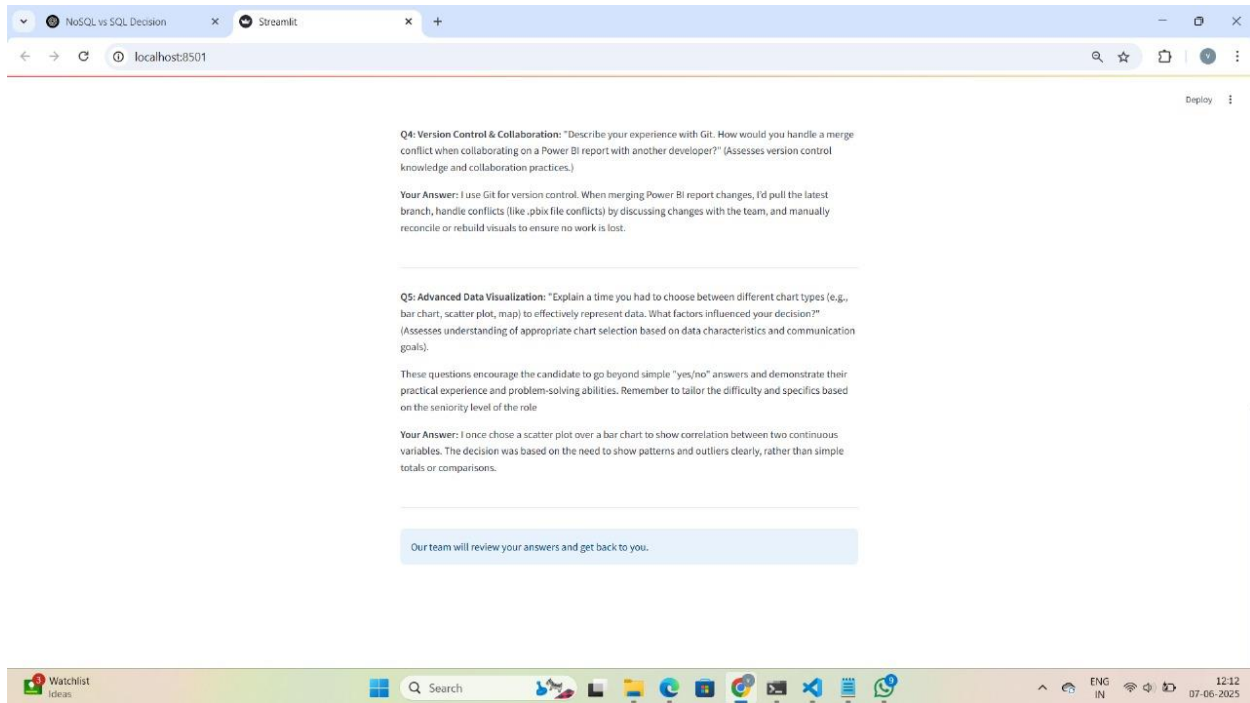 NoSQL vs SQL Decision
Streamlit
localhost:8501
Deploy
Q4: Version Control & Collaboration: "Describe your experience with Git. How would you handle a merge
conflict when collaborating on a Power BI report with another developer?" (Assesses version control
knowledge and collaboration practices.)
Your Answer: I use Git for version control. When merging Power BI report changes, I'd pull the latest
branch, handle conflicts (like .pbix file conflicts) by discussing changes with the team, and manually
reconcile or rebuild visuals to ensure no work is lost.
Q5: Advanced Data Visualization: "Explain a time you had to choose between different chart types (e.g.,
bar chart, scatter plot, map) to effectively represent data. What factors influenced your decision?"
(Assesses understanding of appropriate chart selection based on data characteristics and communication
goals).
These questions encourage the candidate to go beyond simple "yes/no" answers and demonstrate their
practical experience and problem-solving abilities. Remember to tailor the difficulty and specifics based
on the seniority level of the role
Your Answer: I once chose a scatter plot over a bar chart to show correlation between two continuous
variables. The decision was based on the need to show patterns and outliers clearly, rather than simple
totals or comparisons.
Our team will review your answers and get back to you.
3
Watchlist
Ideas
Search
9
ENG
IN
12:12
07-06-2025